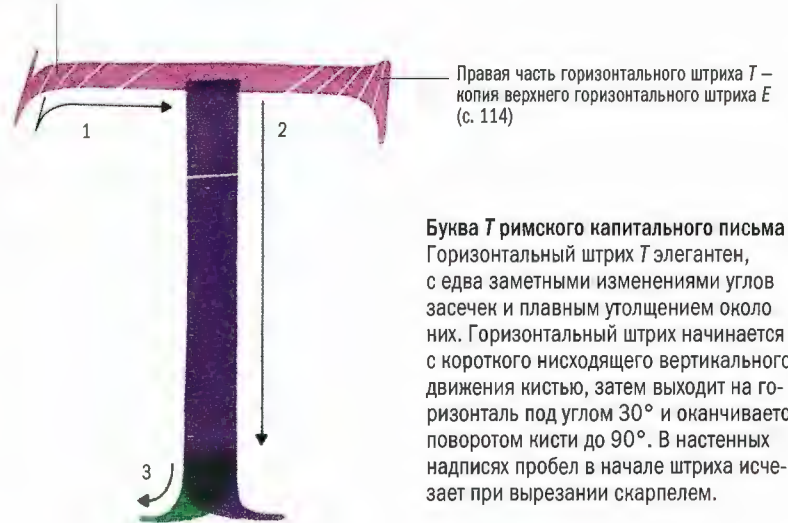 Правая часть горизонтального штриха Т –
копия верхнего горизонтального штриха Е
(с. 114)
1
2
3
Буква Т римского капитального письма
Горизонтальный штрих Т элегантен,
с едва заметными изменениями углов
засечек и плавным утолщением около
них. Горизонтальный штрих начинается
с короткого нисходящего вертикального
движения кистью, затем выходит на го-
ризонталь под углом 30° и оканчивает
поворотом кисти до 90°. В настенных
надписях пробел в начале штриха исче-
зает при вырезании скарпелем.